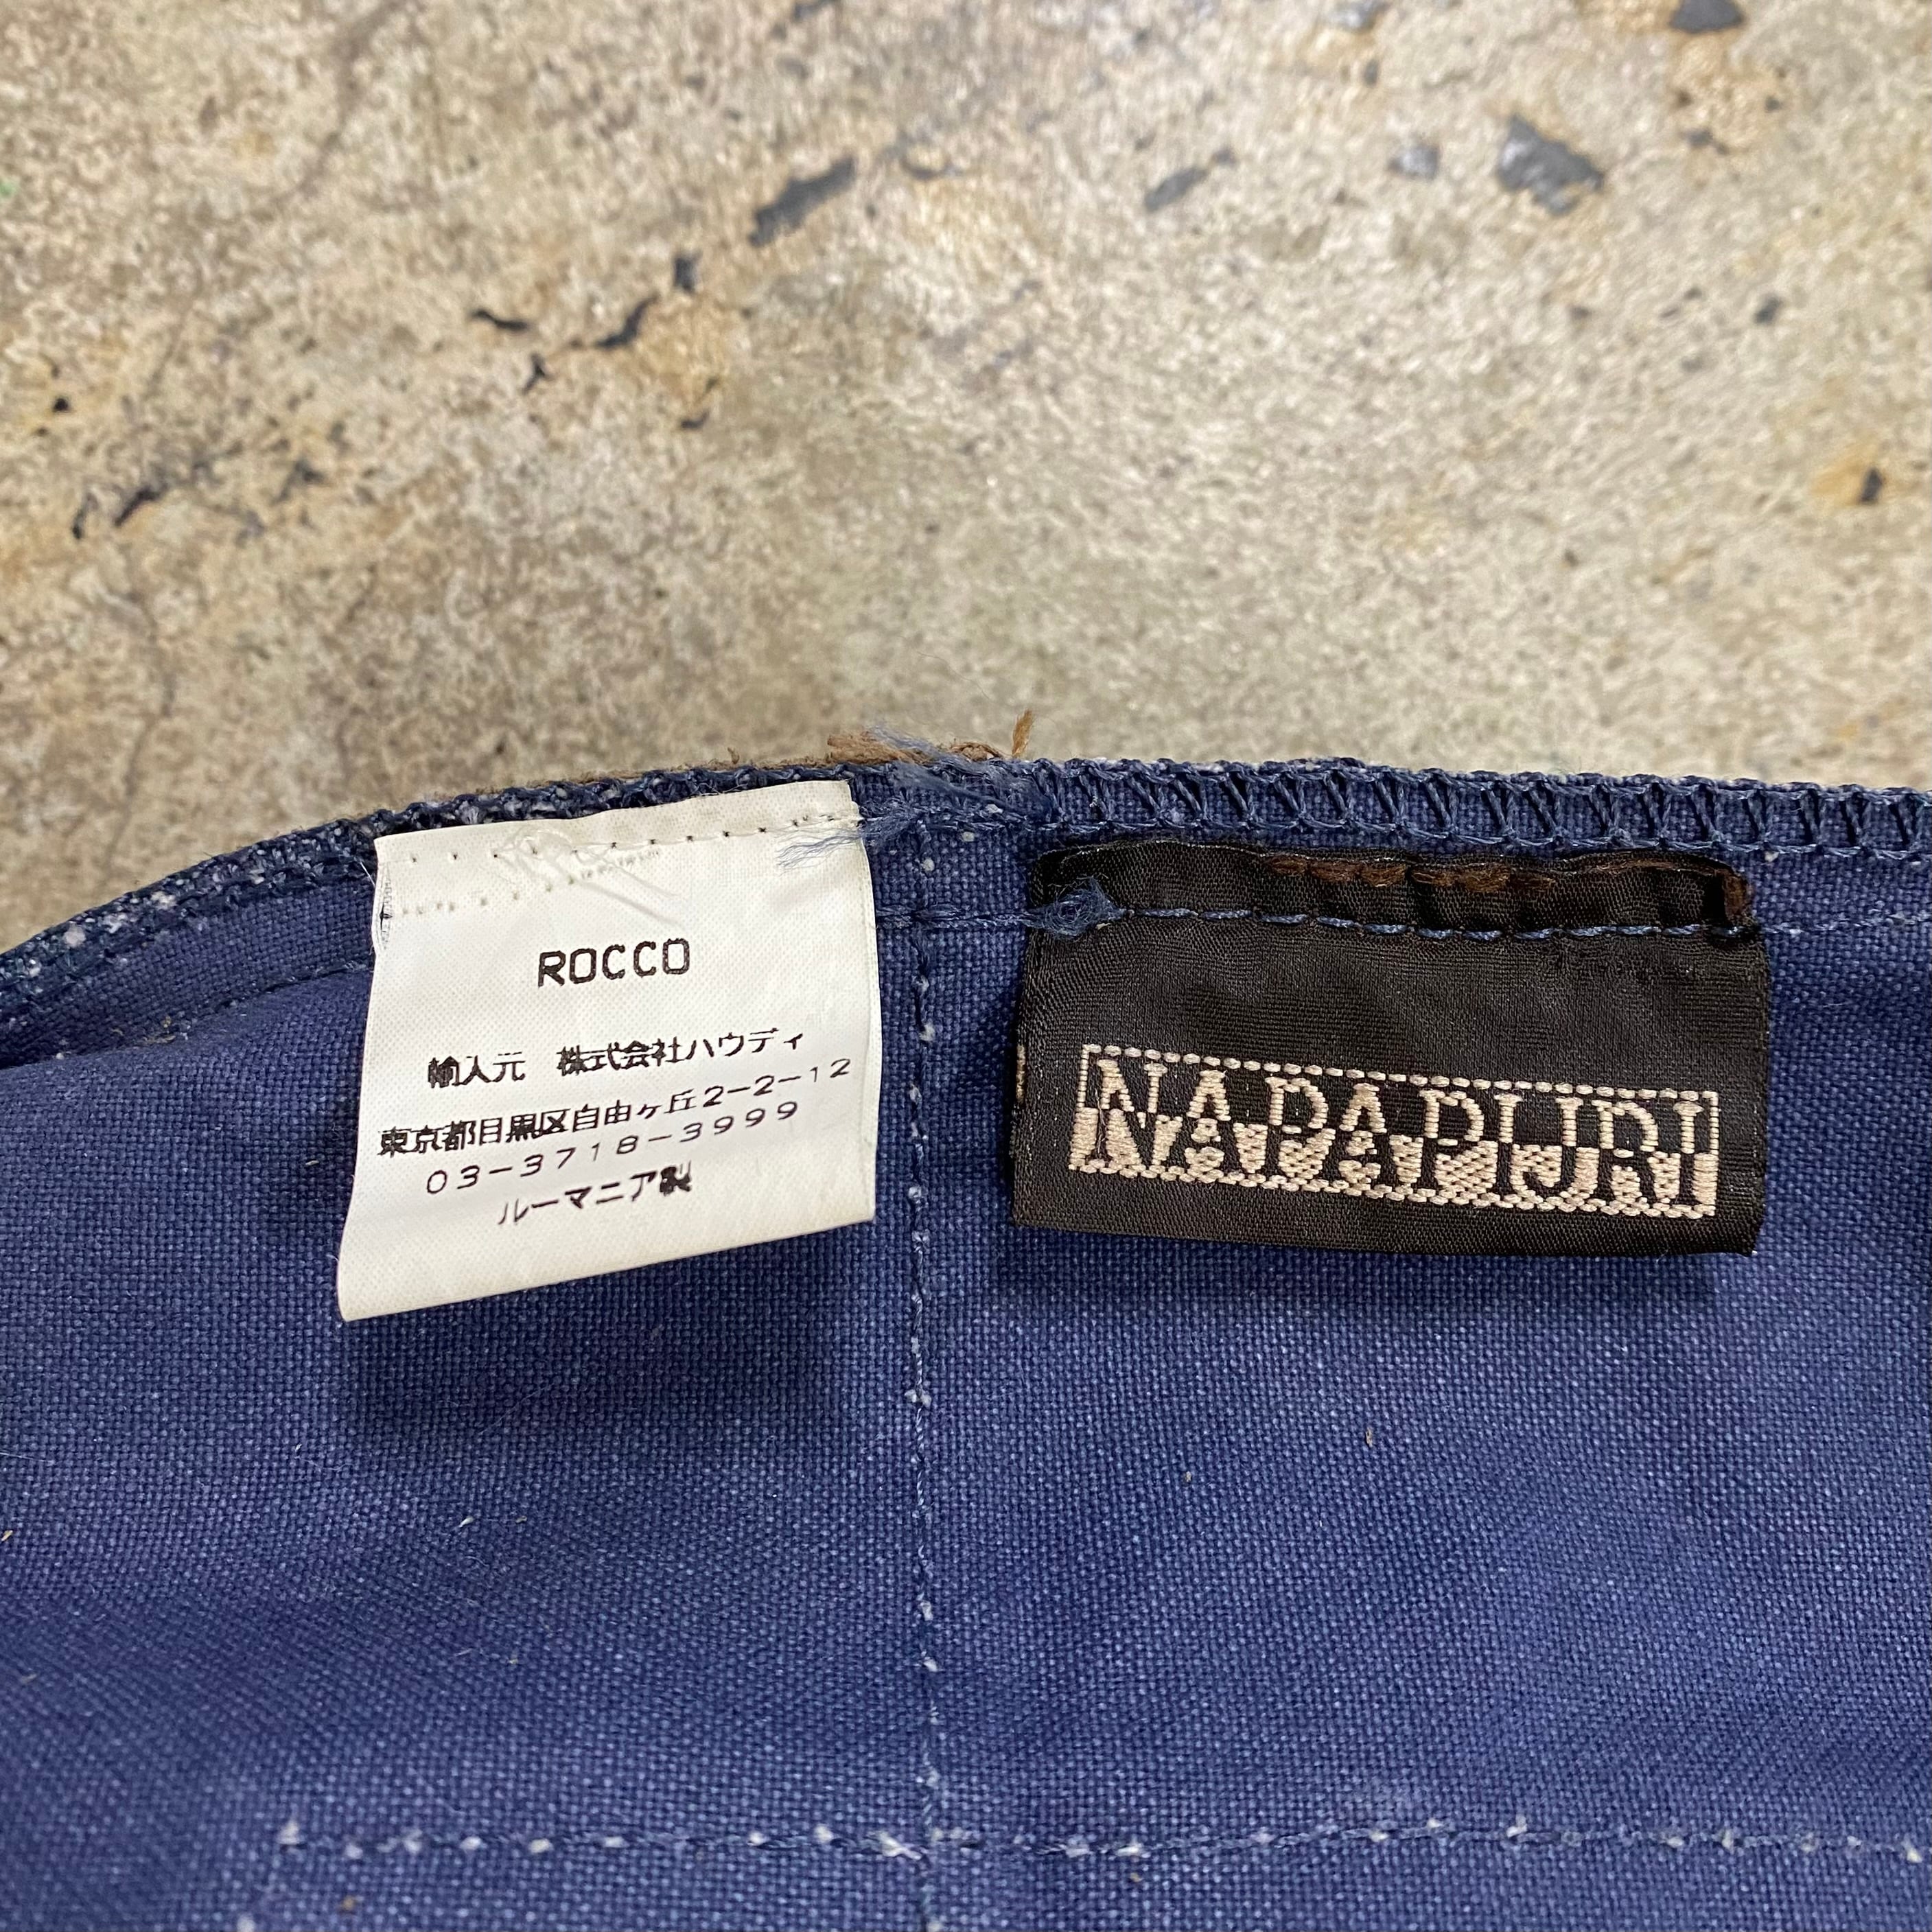 ROCCO
輸入元　株式会社ハウディ
東京都目黒区自由ヶ丘2-2-12
03-3718-3999
ルーマニア製
NAPAPIJRI